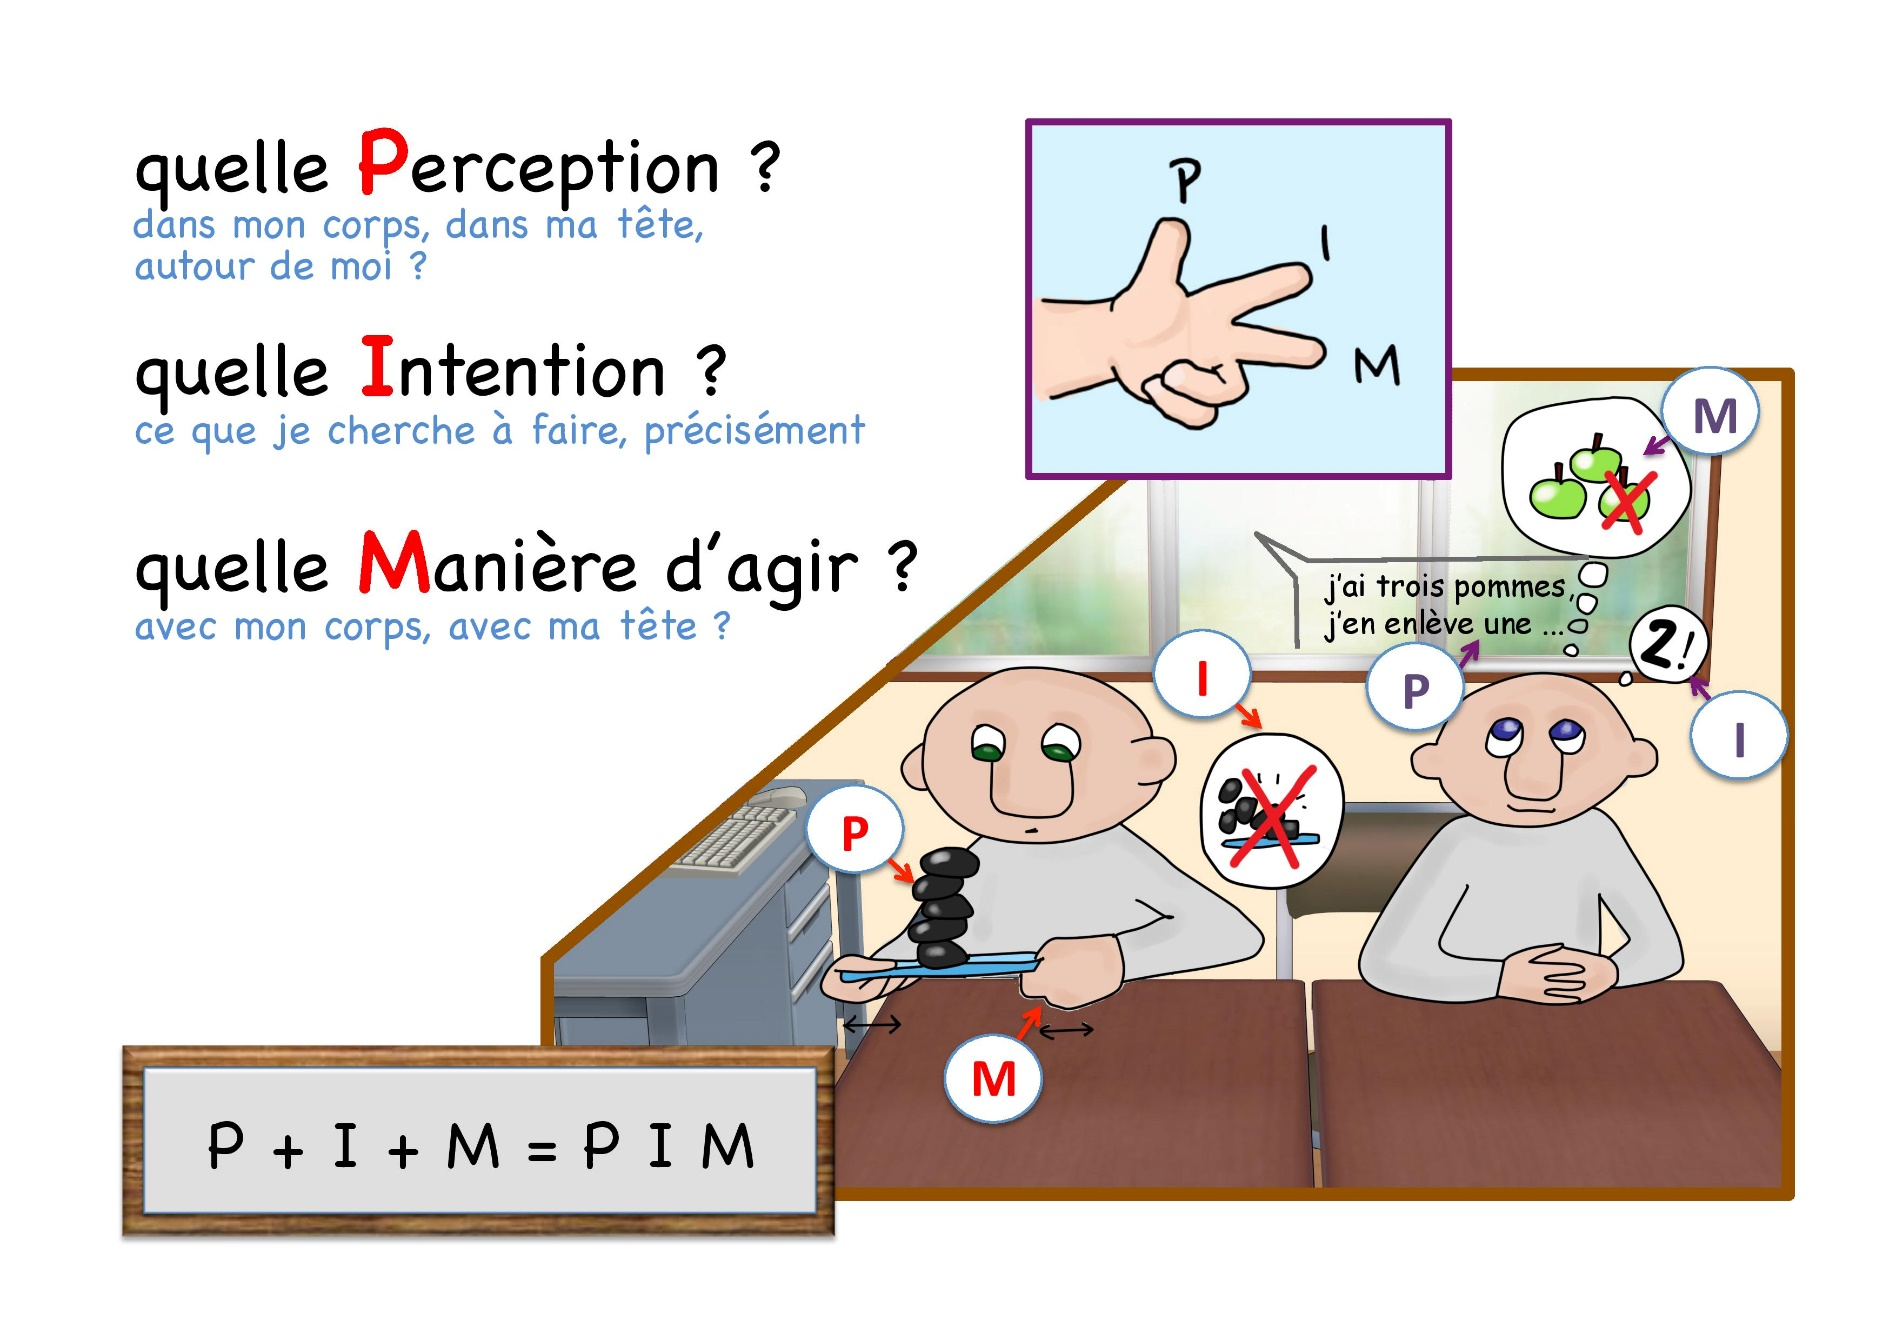 quelle Perception ?
dans mon corps, dans ma tête,
autour de moi ?
quelle Intention ?
ce que je cherche à faire, précisément
quelle Manière d'agir ?
avec mon corps, avec ma tête ?
P
I
M
M
j'ai trois pommes,
j'en enlève une ...
2!
I
P
I
P
M
P + I + M = P I M